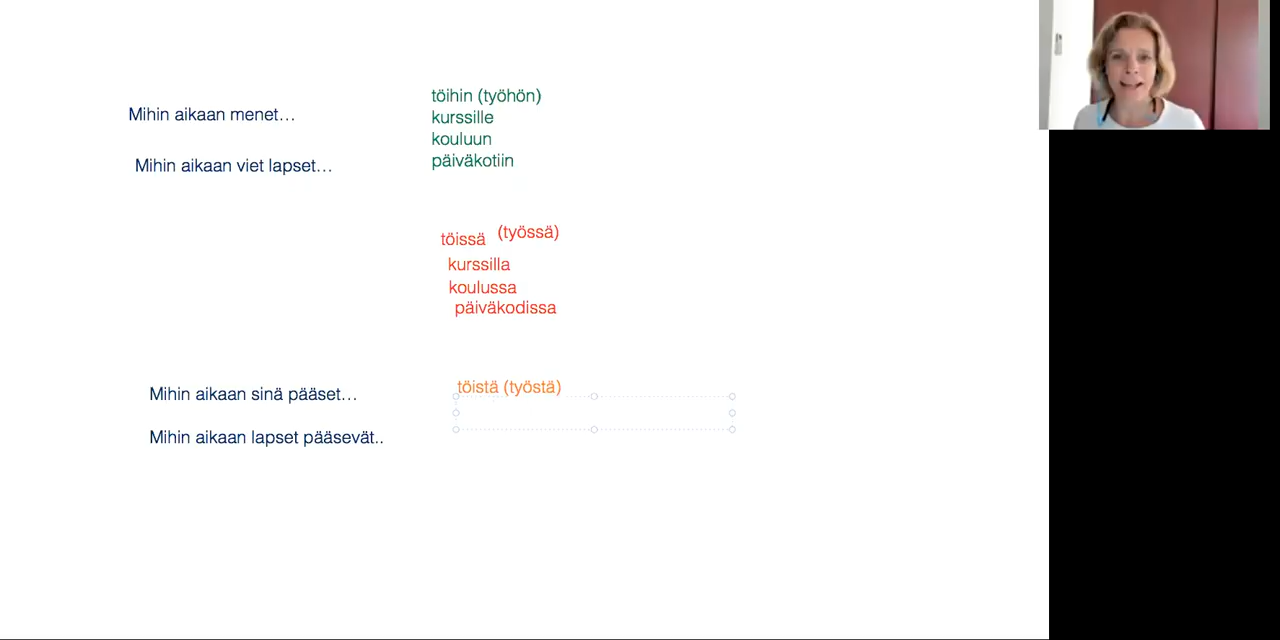 Mihin aikaan menet…
Mihin aikaan viet lapset…
töihin (työhön)
kurssille
kouluun
päiväkotiin
töissä (työssä)
kurssilla
koulussa
päiväkodissa
Mihin aikaan sinä pääset…
Mihin aikaan lapset pääsevät..
töistä (työstä)